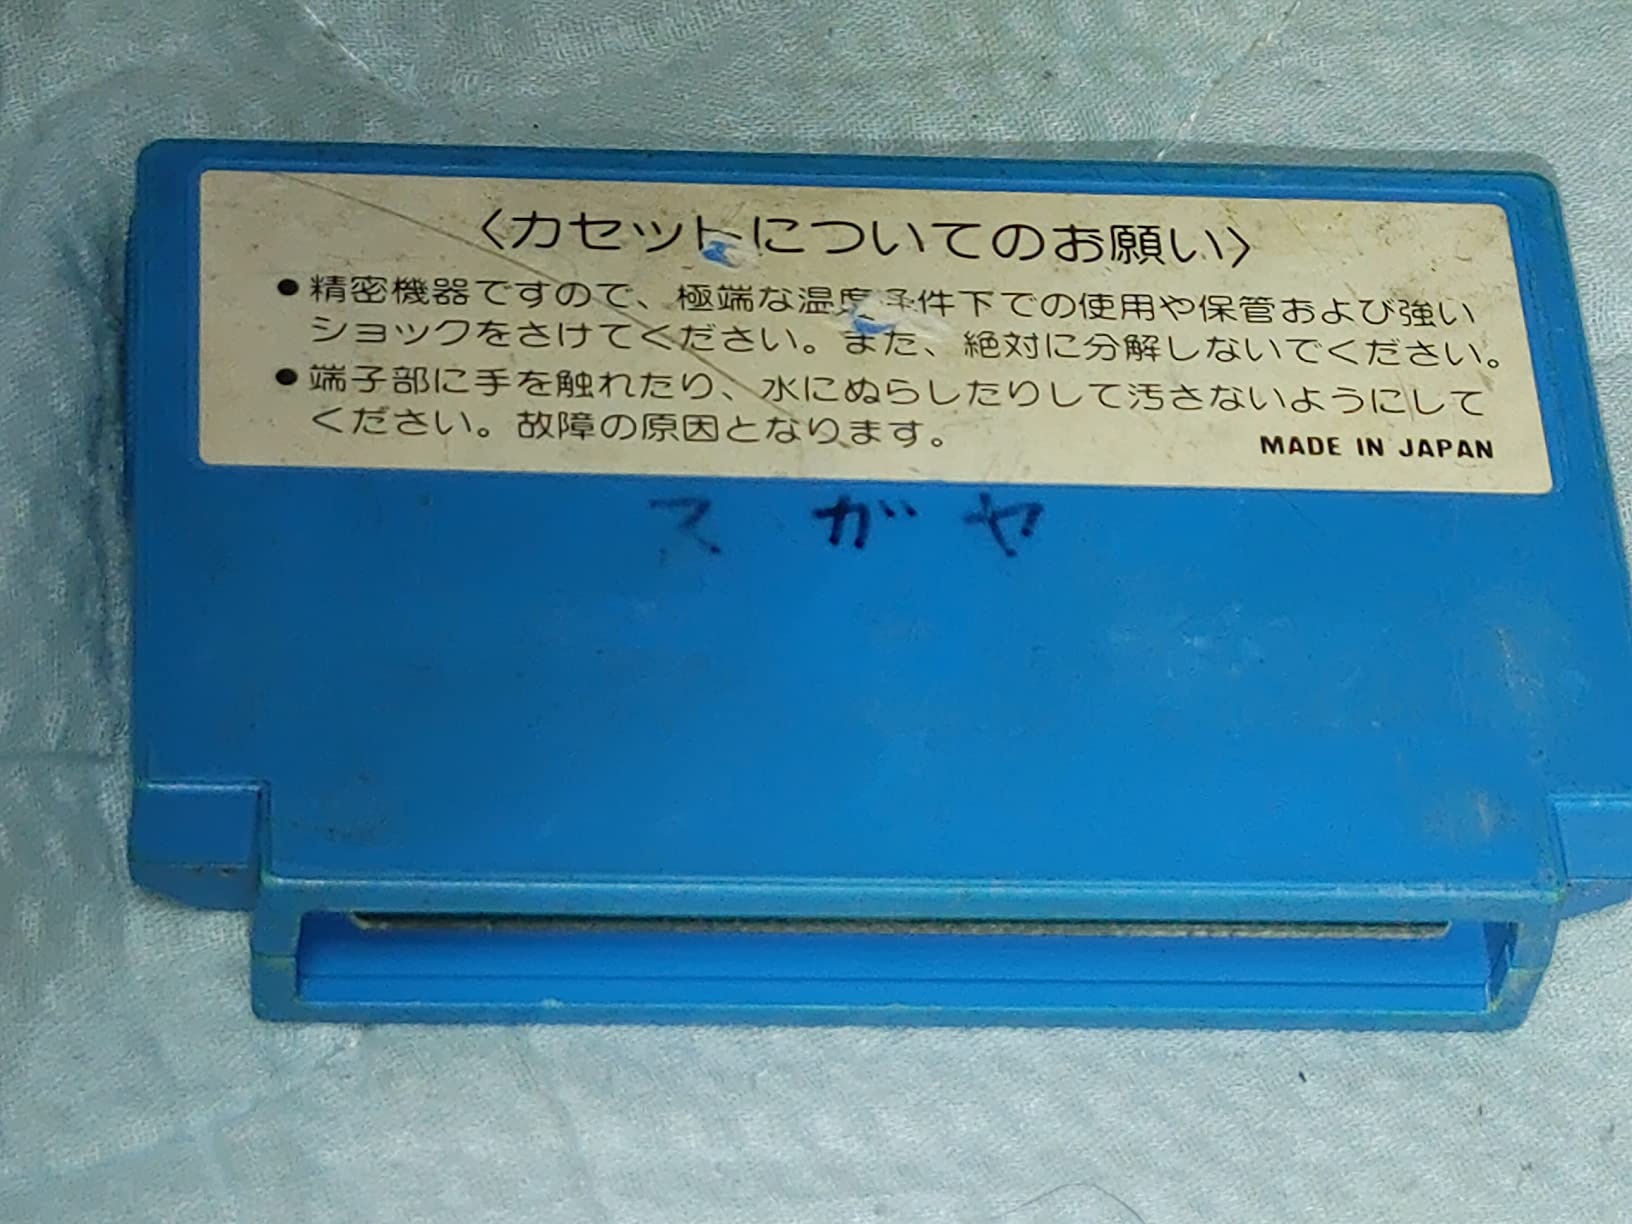 〈カセットについてのお願い〉
●精密機器ですので、極端な温度条件下での使用や保管および強い
ショックをさけてください。また、絶対に分解しないでください。
●端子部に手を触れたり、水にぬらしたりして汚さないようにして
ください。故障の原因となります。
MADE IN JAPAN
スガヤ